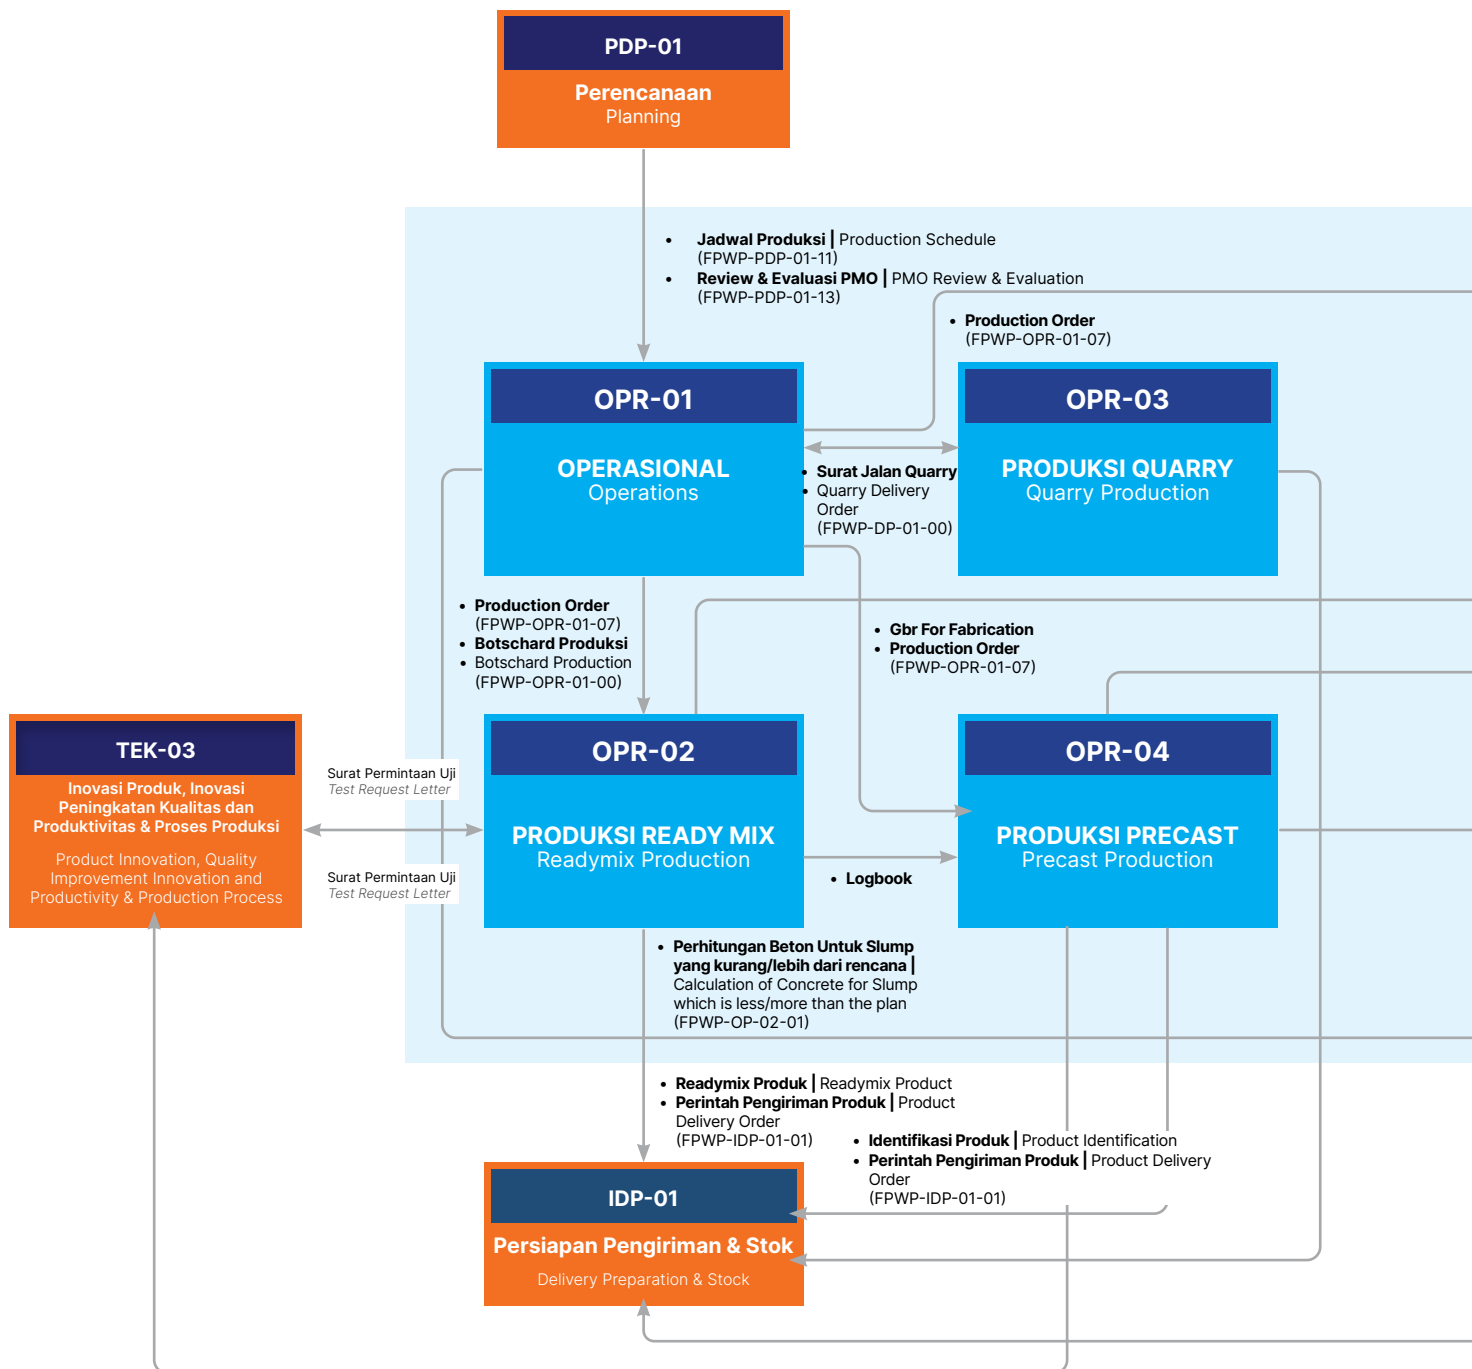 PDP-01
Perencanaan
Planning
• Jadwal Produksi | Production Schedule
(FPWP-PDP-01-11)
• Review & Evaluasi PMO | PMO Review & Evaluation
(FPWP-PDP-01-13)
• Production Order
(FPWP-OPR-01-07)
OPR-01
OPERASIONAL
Operations
• Surat Jalan Quarry
• Quarry Delivery
Order
(FPWP-DP-01-00)
OPR-03
PRODUKSI QUARRY
Quarry Production
• Production Order
(FPWP-OPR-01-07)
• Botschard Produksi
• Botschard Production
(FPWP-OPR-01-00)
• Gbr For Fabrication
• Production Order
(FPWP-OPR-01-07)
TEK-03
Inovasi Produk, Inovasi
Peningkatan Kualitas dan
Produktivitas & Proses Produksi
Product Innovation, Quality
Improvement Innovation and
Productivity & Production Process
Surat Permintaan Uji
Test Request Letter
Surat Permintaan Uji
Test Request Letter
OPR-02
PRODUKSI READY MIX
Readymix Production
• Logbook
OPR-04
PRODUKSI PRECAST
Precast Production
• Perhitungan Beton Untuk Slump
yang kurang/lebih dari rencana |
Calculation of Concrete for Slump
which is less/more than the plan
(FPWP-OP-02-01)
• Readymix Produk | Readymix Product
• Perintah Pengiriman Produk | Product
Delivery Order
(FPWP-IDP-01-01)
• Identifikasi Produk | Product Identification
• Perintah Pengiriman Produk | Product Delivery
Order
(FPWP-IDP-01-01)
IDP-01
Persiapan Pengiriman & Stok
Delivery Preparation & Stock